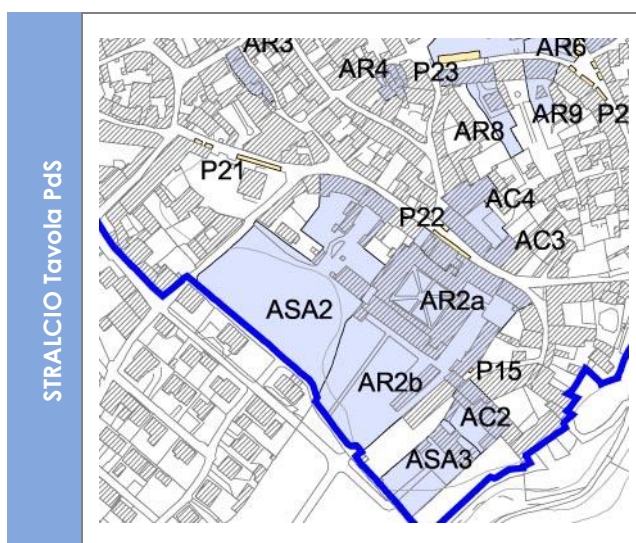 STRALCIO Tavola PdS
AR3
AR4
P23
AR6
AR8
AR9
P2
P21
AC4
P22
AC3
AR2a
ASA2
AR2b
P15
AC2
ASA3